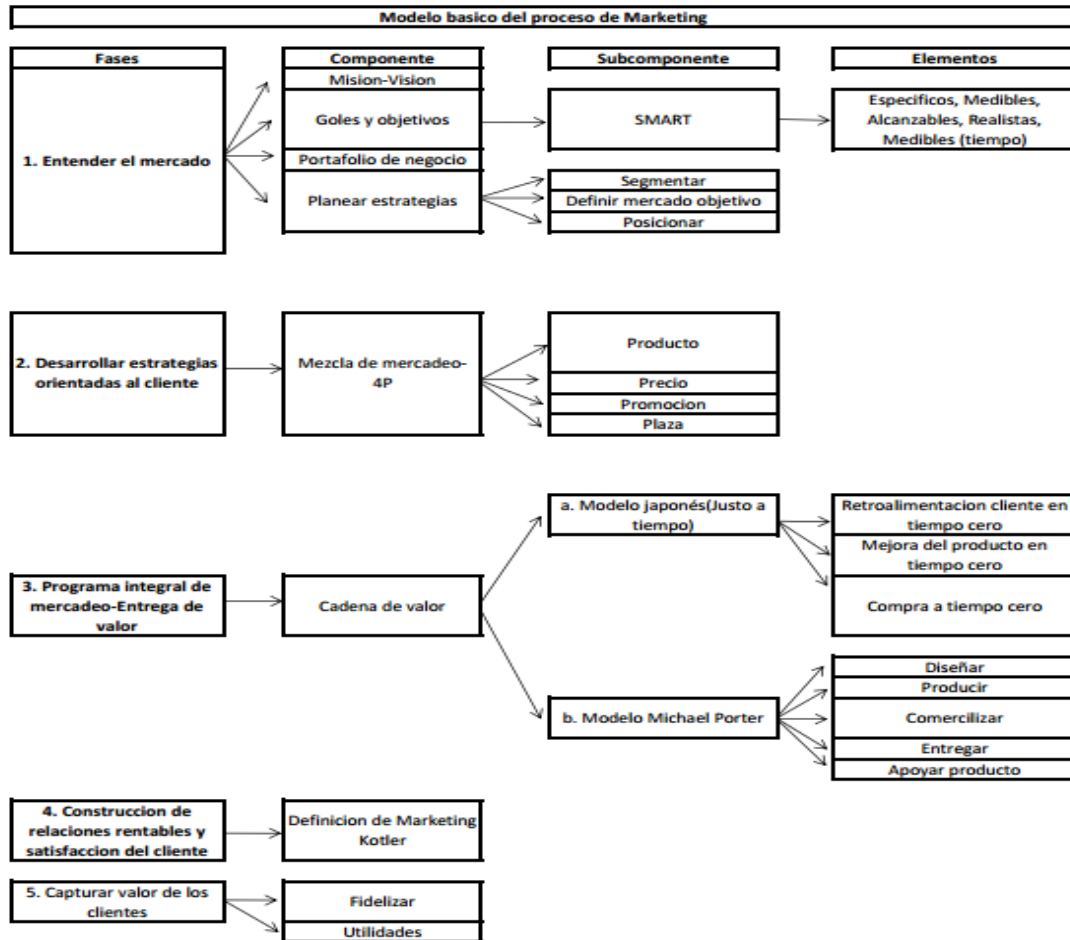 Modelo basico del proceso de Marketing
Fases
Componente
Subcomponente
Elementos
1. Entender el mercado
Mision-Vision
Goles y objetivos
SMART
Especificos, Medibles,
Alcanzables, Realistas,
Medibles (tiempo)
Portafolio de negocio
Planear estrategias
Segmentar
Definir mercado objetivo
Posicionar
2. Desarrollar estrategias
orientadas al cliente
Mezcla de mercadeo-
4P
Producto
Precio
Promocion
Plaza
3. Programa integral de
mercadeo-Entrega de
valor
Cadena de valor
a. Modelo japonés(Justo a
tiempo)
Retroalimentacion cliente en
tiempo cero
Mejora del producto en
tiempo cero
Compra a tiempo cero
b. Modelo Michael Porter
Diseñar
Producir
Comercilizar
Entregar
Apoyar producto
4. Construccion de
relaciones rentables y
satisfaccion del cliente
Definicion de Marketing
Kotler
5. Capturar valor de los
clientes
Fidelizar
Utilidades